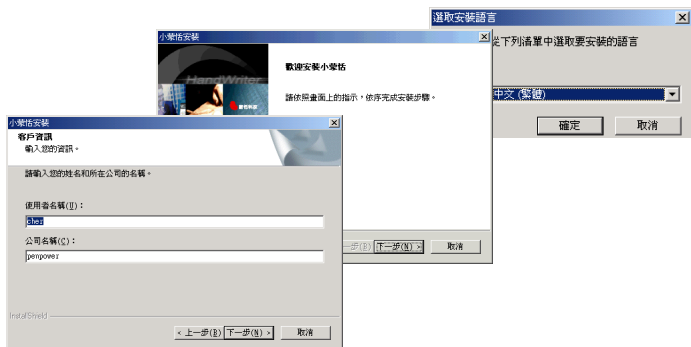 選取安裝語言
從下列清單中選取要安裝的語言
中文 (繁體)
確定
取消
小蒙恬安裝
HandWriter
歡迎安裝小蒙恬
請依照畫面上的指示，依序完成安裝步驟。
一步(B) 下一步(N) >
取消
小蒙恬安裝
客戶資訊
輸入您的資訊。
請輸入您的姓名和所在公司的名稱。
使用者名稱(U)：
cher
公司名稱(C)：
penpower
InstallShield
< 上一步(B) 下一步(N) >
取消